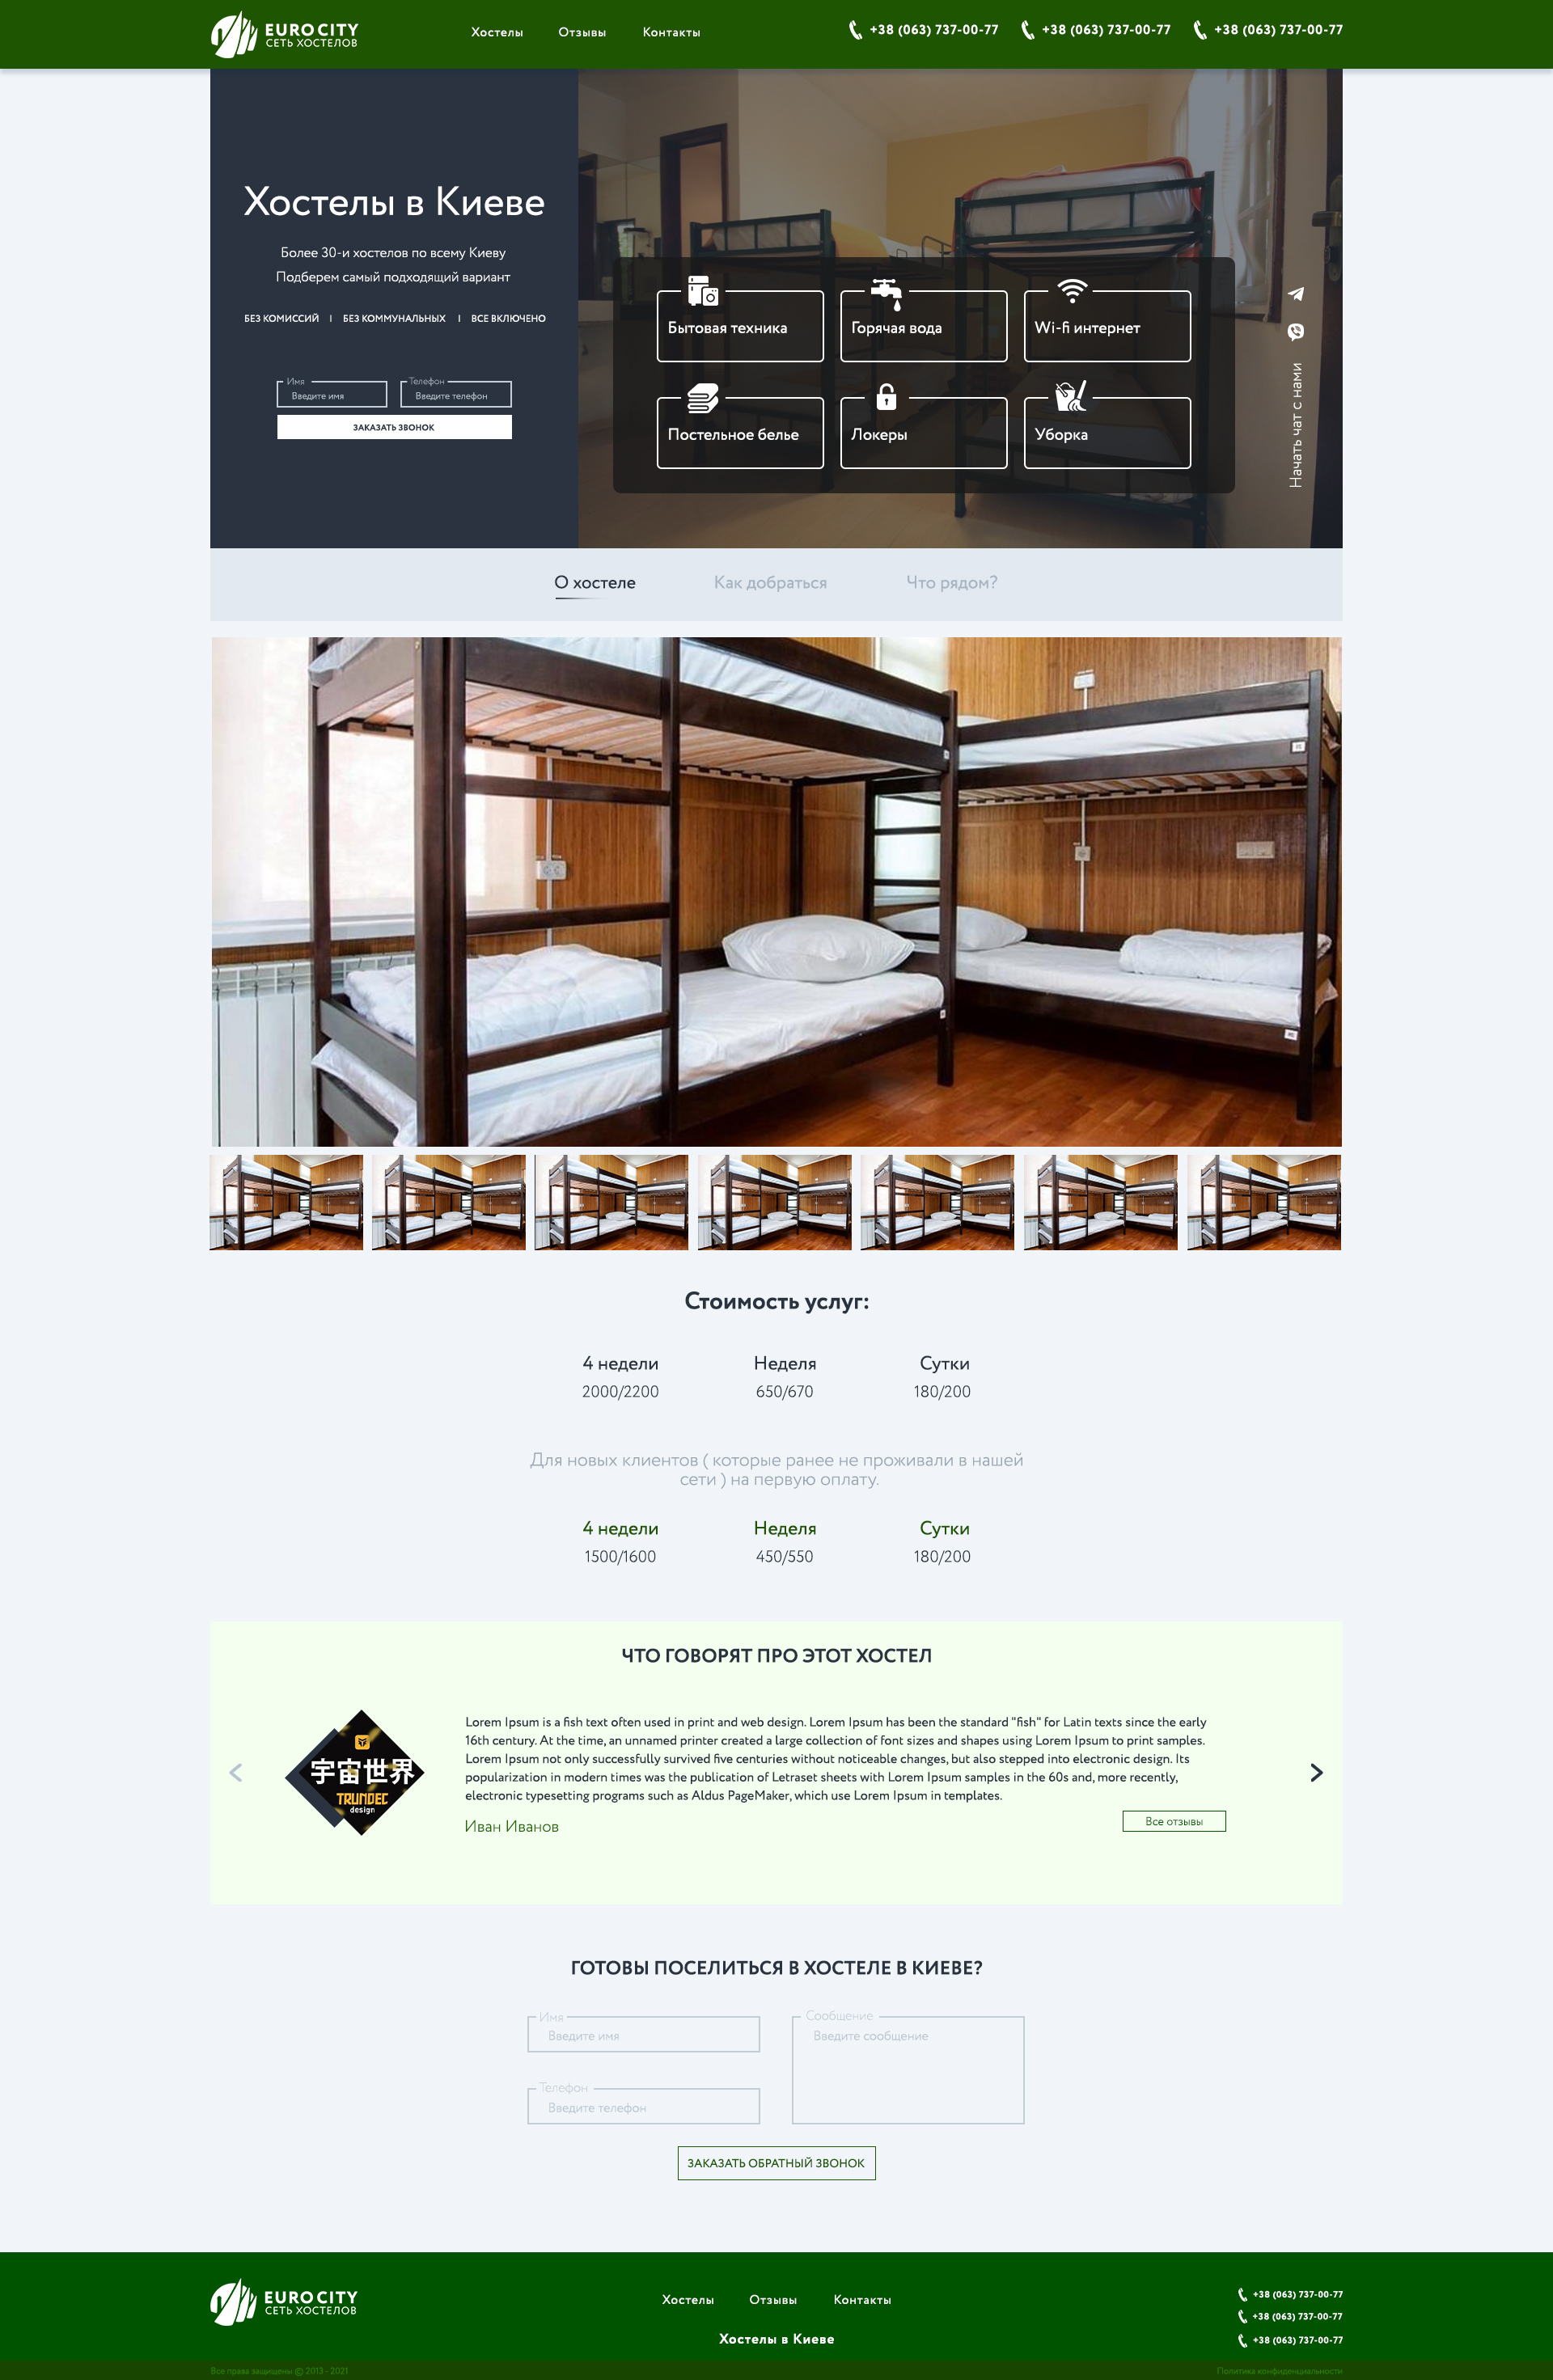 EUROCITY
СЕТЬ ХОСТЕЛОВ
Хостелы Отзывы Контакты
+38 (063) 737-00-77 +38 (063) 737-00-77 +38 (063) 737-00-77
Хостелы в Киеве
Более 30-и хостелов по всему Киеву
Подберем самый подходящий вариант
БЕЗ КОМИССИЙ | БЕЗ КОММУНАЛЬНЫХ | ВСЕ ВКЛЮЧЕНО
Имя Телефон
Введите имя Введите телефон
ЗАКАЗАТЬ ЗВОНОК
Бытовая техника Горячая вода Wi-fi интернет
Постельное белье Локеры Уборка
Начать чат с нами
О хостеле Как добраться Что рядом?
Стоимость услуг:
4 недели Неделя Сутки
2000/2200 650/670 180/200
Для новых клиентов ( которые ранее не проживали в нашей
сети ) на первую оплату.
4 недели Неделя Сутки
1500/1600 450/550 180/200
ЧТО ГОВОРЯТ ПРО ЭТОТ ХОСТЕЛ
宇宙世界
TRUNDEC
design
Lorem Ipsum is a fish text often used in print and web design. Lorem Ipsum has been the standard "fish" for Latin texts since the early
16th century. At the time, an unnamed printer created a large collection of font sizes and shapes using Lorem Ipsum to print samples.
Lorem Ipsum not only successfully survived five centuries without noticeable changes, but also stepped into electronic design. Its
popularization in modern times was the publication of Letraset sheets with Lorem Ipsum samples in the 60s and, more recently,
electronic typesetting programs such as Aldus PageMaker, which use Lorem Ipsum in templates.
Иван Иванов
Все отзывы
ГОТОВЫ ПОСЕЛИТЬСЯ В ХОСТЕЛЕ В КИЕВЕ?
Имя Сообщение
Введите имя Введите сообщение
Телефон
Введите телефон
ЗАКАЗАТЬ ОБРАТНЫЙ ЗВОНОК
EUROCITY
СЕТЬ ХОСТЕЛОВ
Хостелы Отзывы Контакты
Хостелы в Киеве
+38 (063) 737-00-77
+38 (063) 737-00-77
+38 (063) 737-00-77
Все права защищены © 2013 - 2021
Политика конфиденциальности